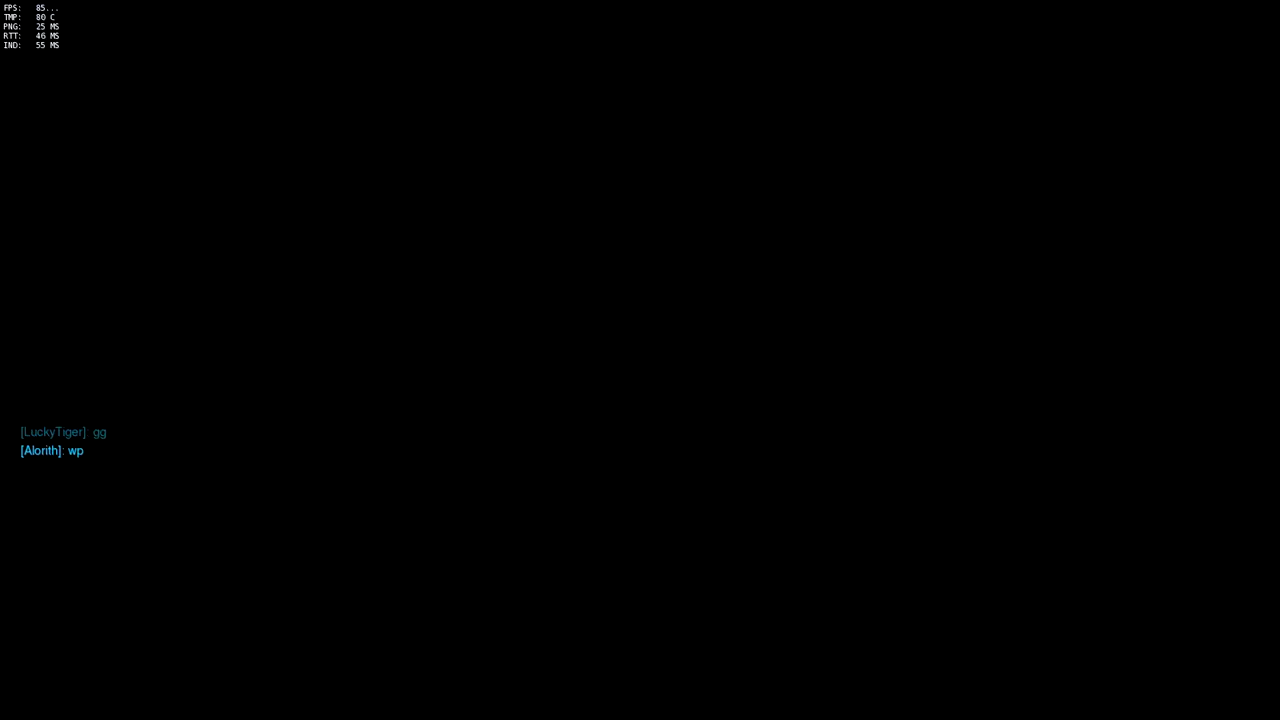 FPS: 85...
TMP: 80 C
PNG: 25 MS
RTT: 46 MS
IND: 55 MS
[LuckyTiger]: gg
[Alorith]: wp